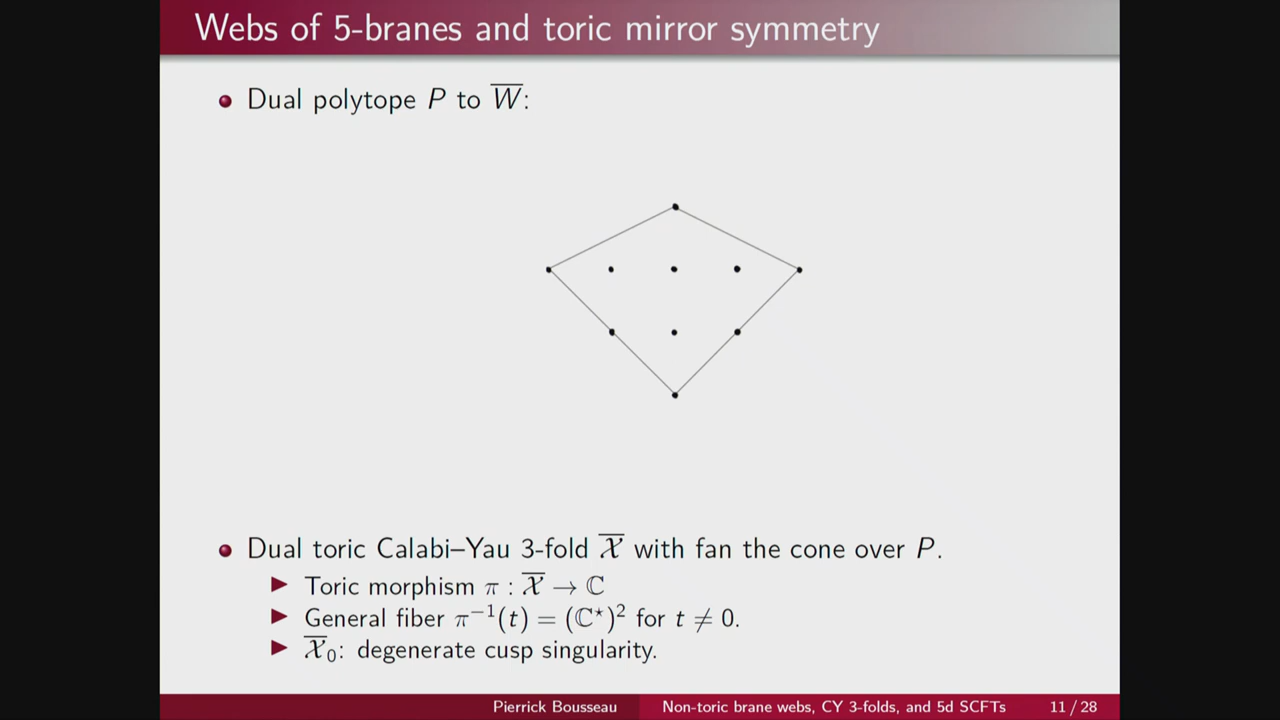 Webs of 5-branes and toric mirror symmetry
Dual polytope P to W̅:
Dual toric Calabi–Yau 3-fold 𝒳̅ with fan the cone over P.
Toric morphism π : 𝒳̅ → ℂ
General fiber π⁻¹(t) = (ℂ⋆)² for t ≠ 0.
𝒳̅₀: degenerate cusp singularity.
Pierrick Bousseau Non-toric brane webs, CY 3-folds, and 5d SCFTs 11 / 28